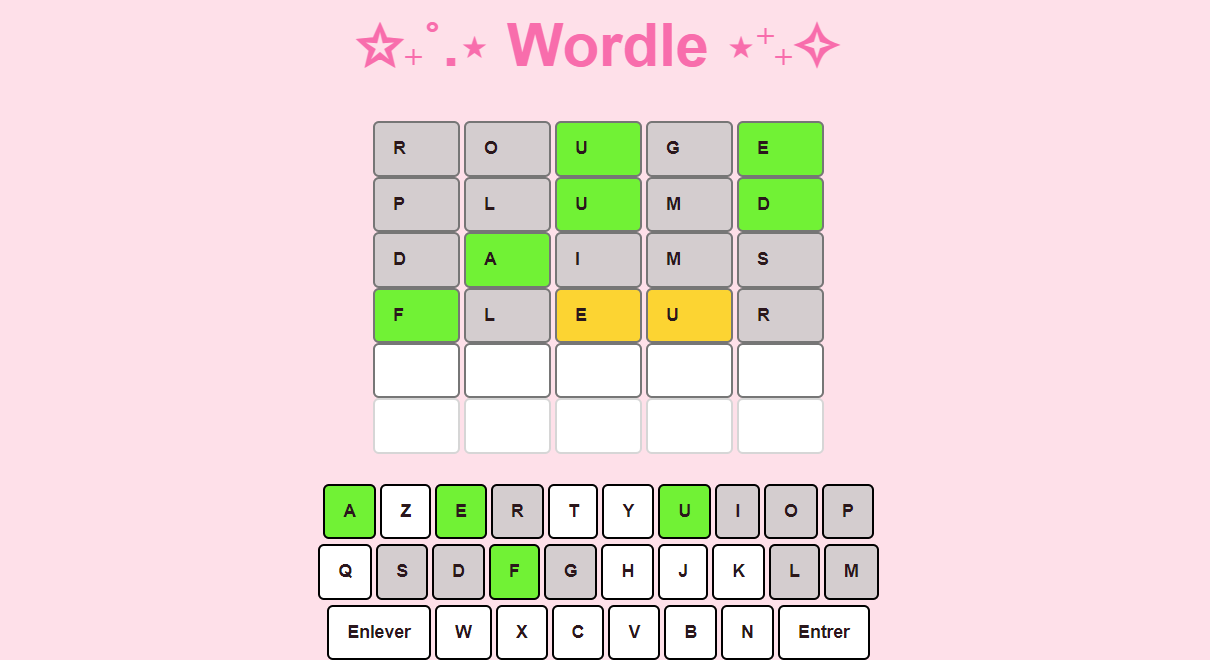 ☆₊˚.⋆ Wordle ⋆⁺₊✧
R O U G E
P L U M D
D A I M S
F L E U R
A Z E R T Y U I O P
Q S D F G H J K L M
Enlever W X C V B N Entrer